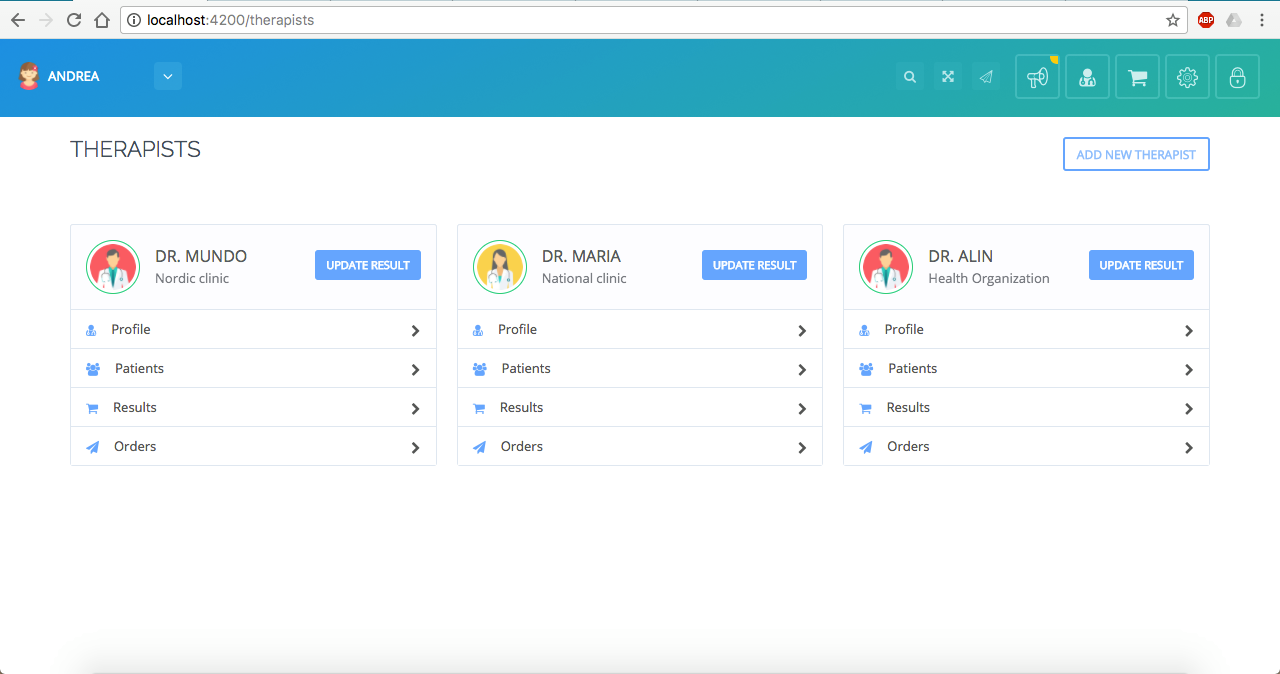 localhost:4200/therapists
ABP
ANDREA
THERAPISTS
ADD NEW THERAPIST
DR. MUNDO
Nordic clinic
UPDATE RESULT
Profile
Patients
Results
Orders
DR. MARIA
National clinic
UPDATE RESULT
Profile
Patients
Results
Orders
DR. ALIN
Health Organization
UPDATE RESULT
Profile
Patients
Results
Orders